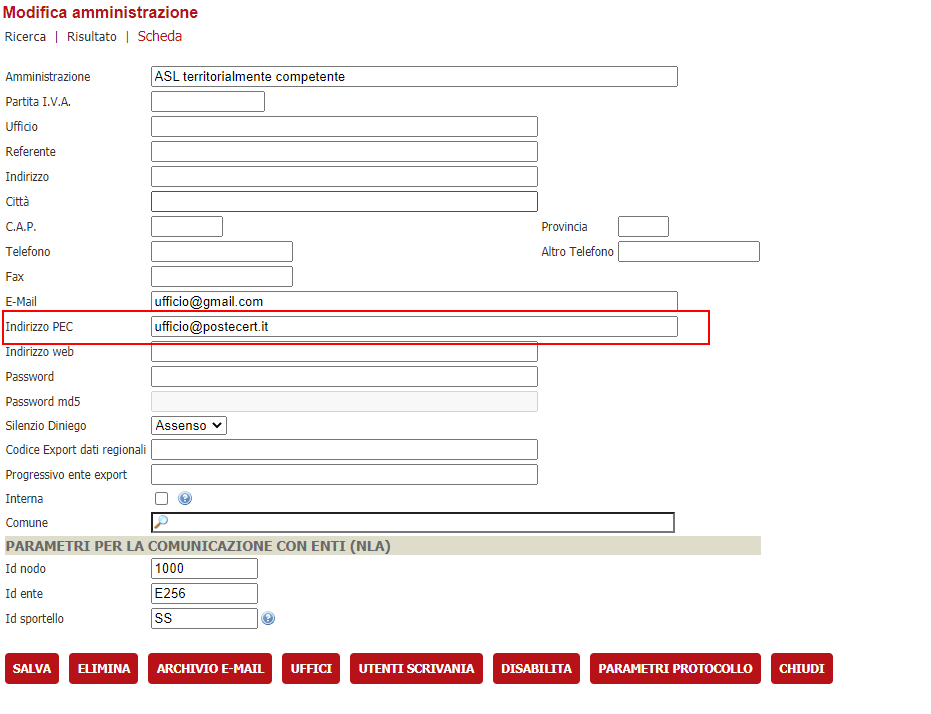 Modifica amministrazione
Ricerca | Risultato | Scheda
Amministrazione ASL territorialmente competente
Partita I.V.A.
Ufficio
Referente
Indirizzo
Città
C.A.P. Provincia
Telefono Altro Telefono
Fax
E-Mail ufficio@gmail.com
Indirizzo PEC ufficio@postecert.it
Indirizzo web
Password
Password md5
Silenzio Diniego Assenso
Codice Export dati regionali
Progressivo ente export
Interna ?
Comune
PARAMETRI PER LA COMUNICAZIONE CON ENTI (NLA)
Id nodo 1000
Id ente E256
Id sportello SS ?
SALVA ELIMINA ARCHIVIO E-MAIL UFFICI UTENTI SCRIVANIA DISABILITA PARAMETRI PROTOCOLLO CHIUDI